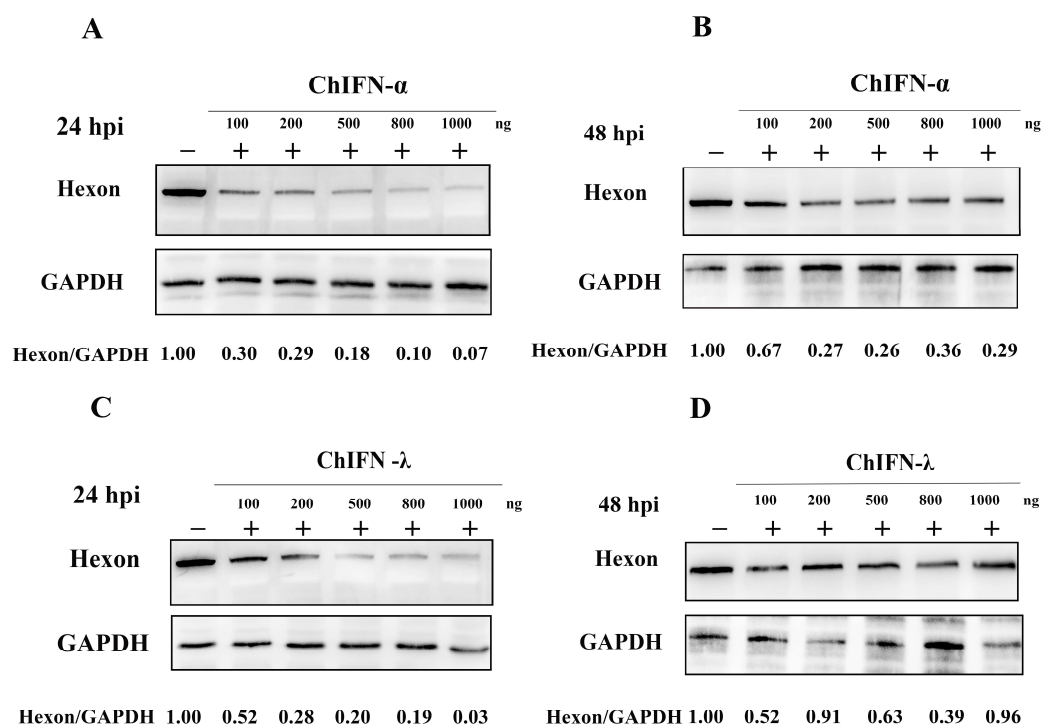 A
ChIFN-α
24 hpi
100 200 500 800 1000 ng
− + + + + +
Hexon
GAPDH
Hexon/GAPDH 1.00 0.30 0.29 0.18 0.10 0.07
B
ChIFN-α
48 hpi
100 200 500 800 1000 ng
− + + + + +
Hexon
GAPDH
Hexon/GAPDH 1.00 0.67 0.27 0.26 0.36 0.29
C
ChIFN -λ
24 hpi
100 200 500 800 1000 ng
− + + + + +
Hexon
GAPDH
Hexon/GAPDH 1.00 0.52 0.28 0.20 0.19 0.03
D
ChIFN-λ
48 hpi
100 200 500 800 1000 ng
− + + + + +
Hexon
GAPDH
Hexon/GAPDH 1.00 0.52 0.91 0.63 0.39 0.96